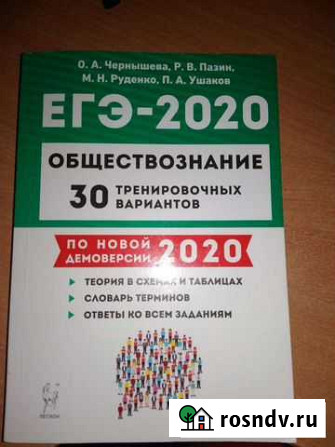 О. А. Чернышева, Р. В. Пазин,
М. Н. Руденко, П. А. Ушаков
ЕГЭ-2020
ОБЩЕСТВОЗНАНИЕ
30 ТРЕНИРОВОЧНЫХ
ВАРИАНТОВ
ПО НОВОЙ
ДЕМОВЕРСИИ 2020
ТЕОРИЯ В СХЕМАХ И ТАБЛИЦАХ
СЛОВАРЬ ТЕРМИНОВ
ОТВЕТЫ КО ВСЕМ ЗАДАНИЯМ
ЛЕГИОН
rosndv.ru